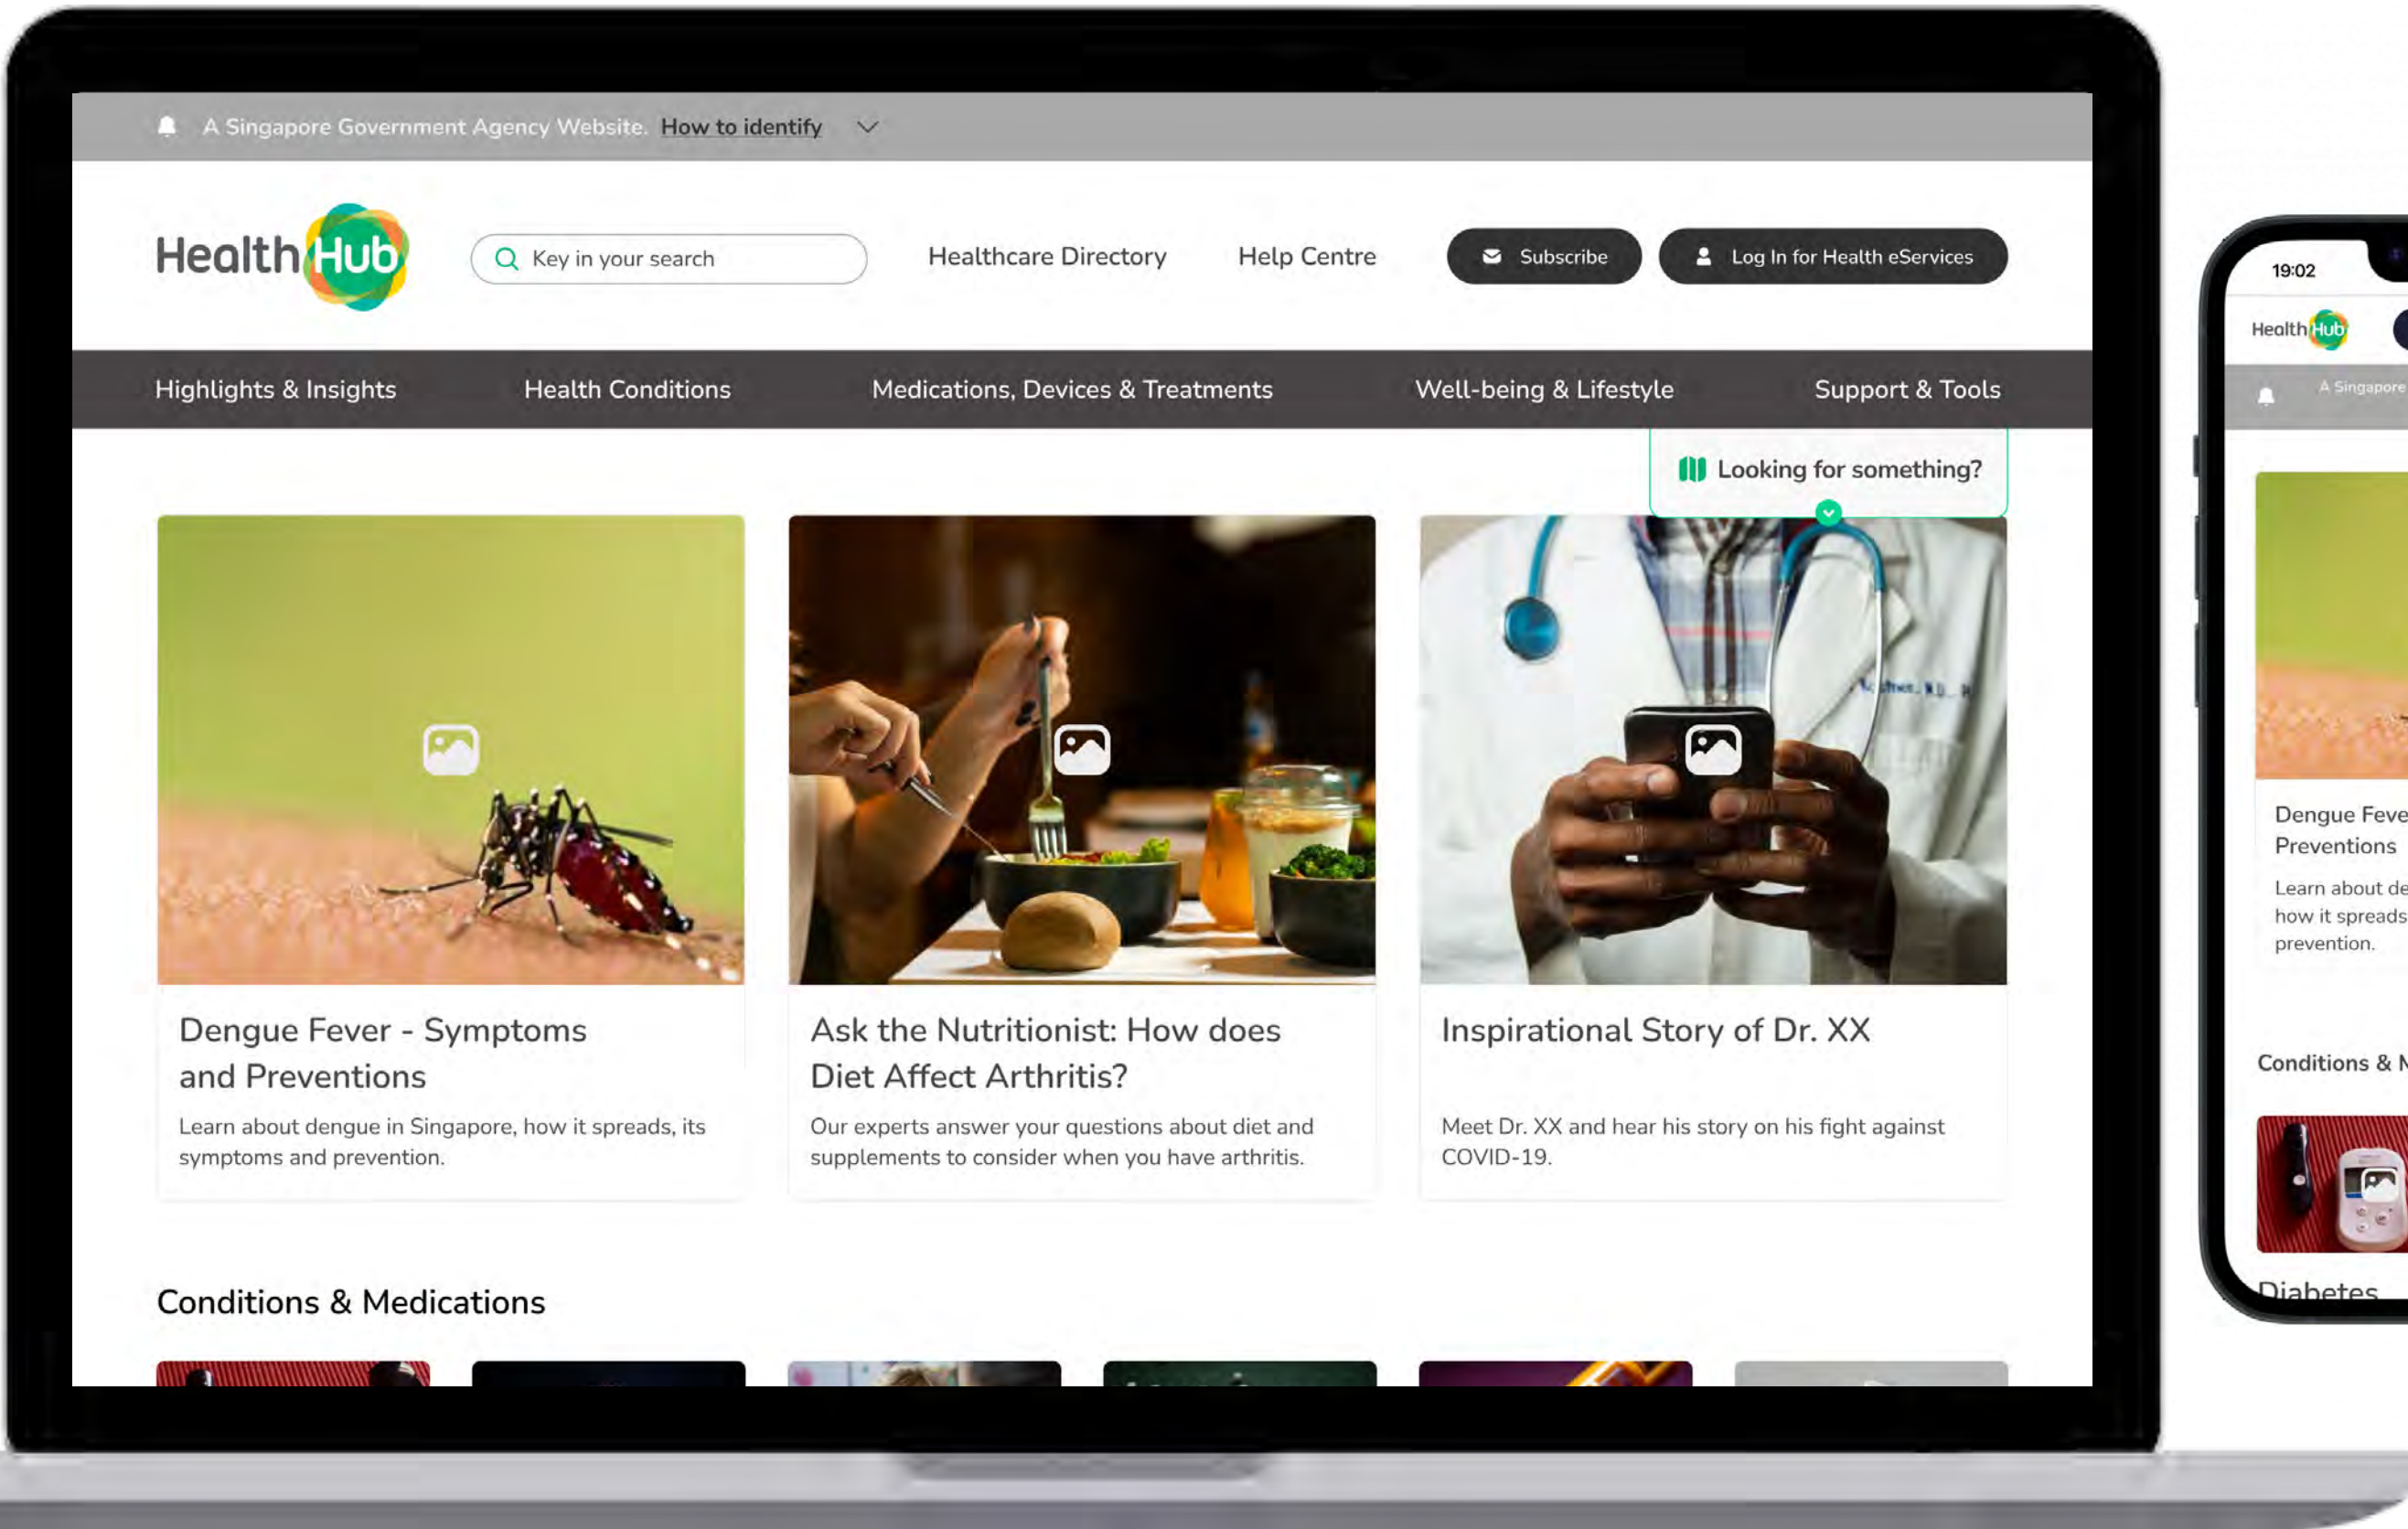 A Singapore Government Agency Website. How to identify
HealthHub
Key in your search
Healthcare Directory
Help Centre
Subscribe
Log In for Health eServices
Highlights & Insights
Health Conditions
Medications, Devices & Treatments
Well-being & Lifestyle
Support & Tools
Looking for something?
Dengue Fever - Symptoms
and Preventions
Learn about dengue in Singapore, how it spreads, its
symptoms and prevention.
Ask the Nutritionist: How does
Diet Affect Arthritis?
Our experts answer your questions about diet and
supplements to consider when you have arthritis.
Inspirational Story of Dr. XX
Meet Dr. XX and hear his story on his fight against
COVID-19.
Conditions & Medications
19:02
HealthHub
A Singapore
Dengue Feve
Preventions
Learn about de
how it spreads
prevention.
Conditions & M
Diabetes